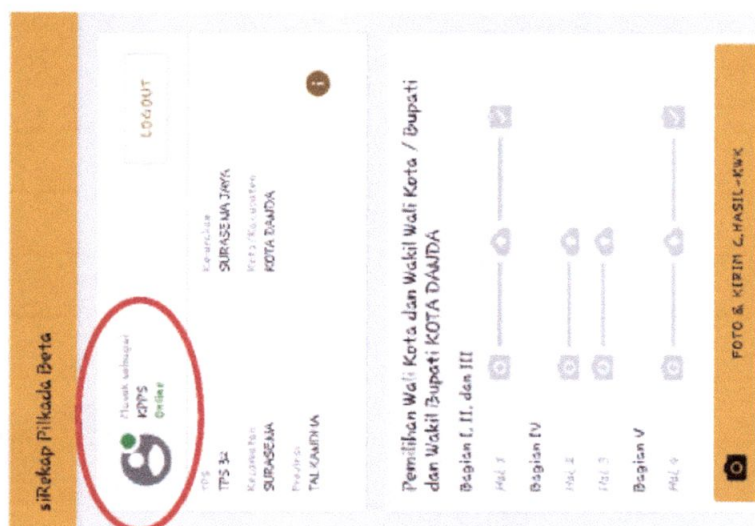 siRekap Pilkada Beta
Masuk sebagai
KPPS
Online
LOGOUT
TPS
TPS 32
Kelurahan
SURASENA JAYA
Kecamatan
SURASENA
Kota/Kabupaten
KOTA DANDA
Provinsi
TALKANDHA
Pemilihan Wali Kota dan Wakil Wali Kota / Bupati
dan Wakil Bupati KOTA DANDA
Bagian I, II, dan III
Hal 1
Bagian IV
Hal 2
Hal 3
Bagian V
Hal 4
FOTO & KIRIM C.HASIL-KWK